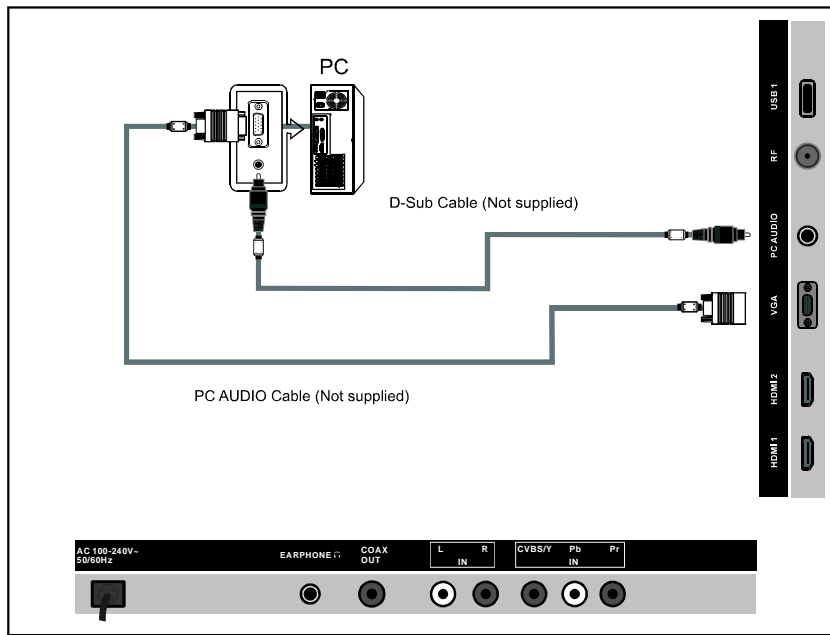 PC
D-Sub Cable (Not supplied)
PC AUDIO Cable (Not supplied)
USB 1
RF
PC AUDIO
VGA
HDMI 2
HDMI 1
AC 100-240V~
50/60Hz
EARPHONE
COAX
OUT
L R
IN
CVBS/Y Pb Pr
IN